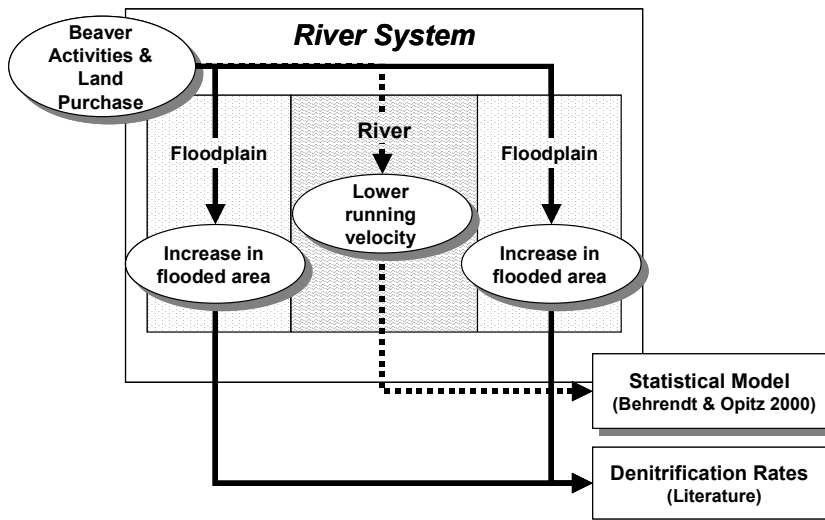 River System
Beaver
Activities &
Land
Purchase
Floodplain
River
Floodplain
Lower
running
velocity
Increase in
flooded area
Increase in
flooded area
Statistical Model
(Behrendt & Opitz 2000)
Denitrification Rates
(Literature)